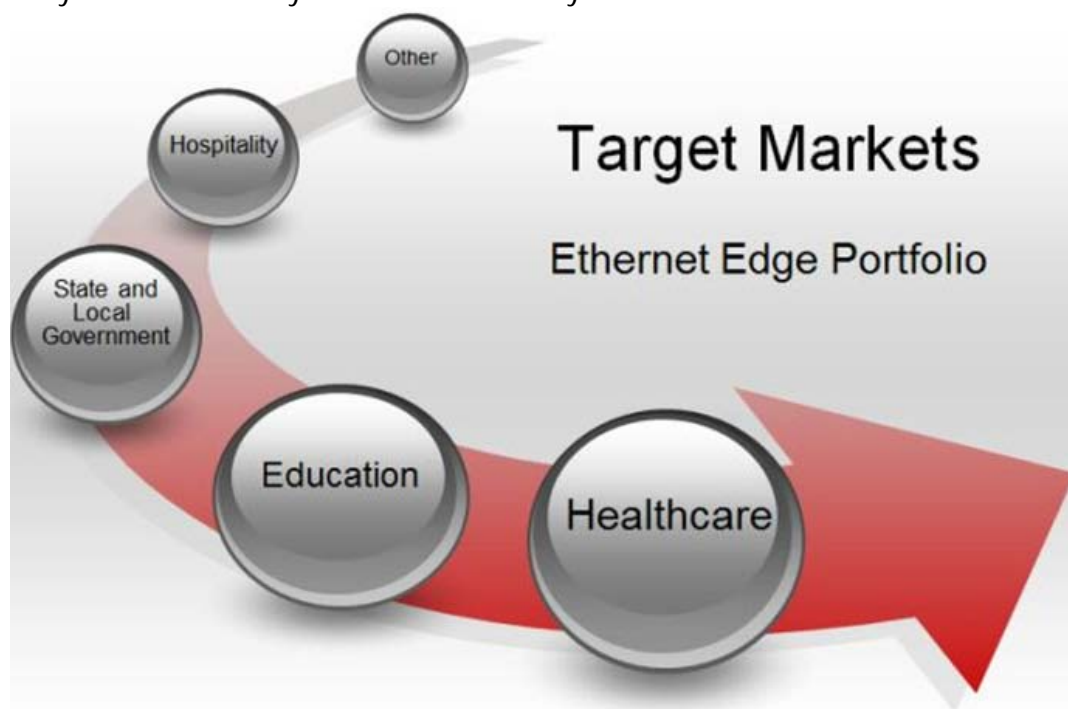 Other
Hospitality
Target Markets
Ethernet Edge Portfolio
State and
Local
Government
Education
Healthcare